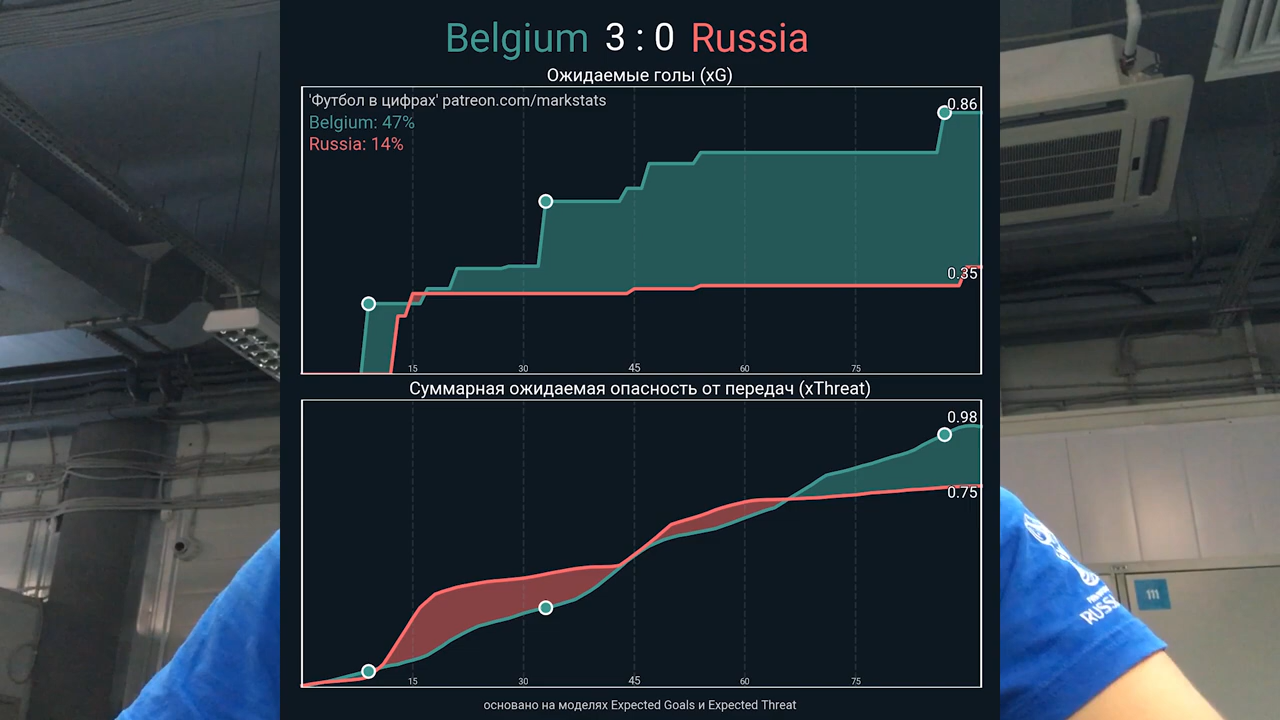 Belgium 3 : 0 Russia
Ожидаемые голы (xG)
'Футбол в цифрах' patreon.com/markstats
Belgium: 47%
Russia: 14%
0.86
0.35
15 30 45 60 75
Суммарная ожидаемая опасность от передач (xThreat)
0.98
0.75
15 30 45 60 75
основано на моделях Expected Goals и Expected Threat
111
RUSS